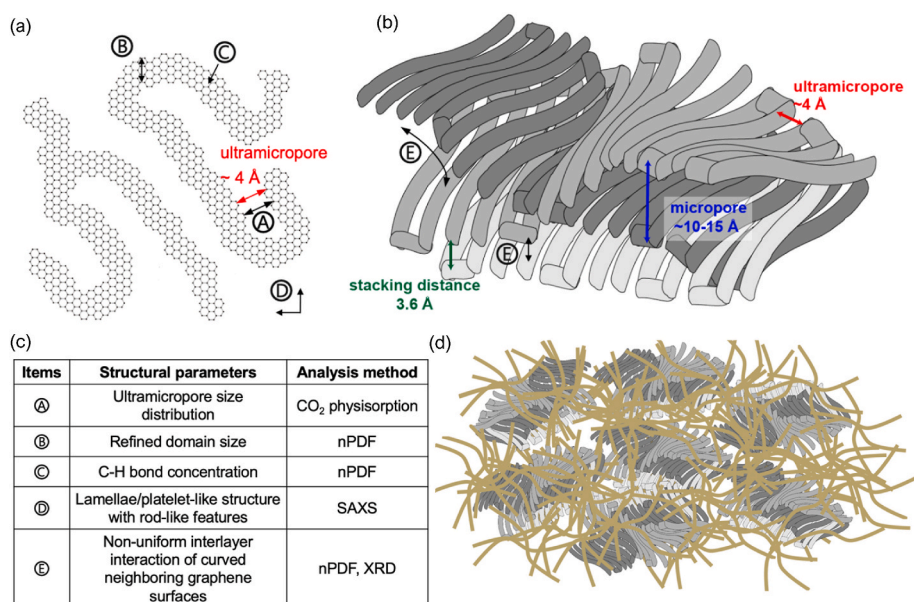 (a)
Ⓑ
Ⓒ
ultramicropore
~ 4 Å
Ⓐ
Ⓓ
(b)
ultramicropore
~4 Å
Ⓔ
micropore
~10-15 Å
Ⓔ
stacking distance
3.6 Å
(c)
Items Structural parameters Analysis method
Ⓐ Ultramicropore size
distribution CO₂ physisorption
Ⓑ Refined domain size nPDF
Ⓒ C-H bond concentration nPDF
Ⓓ Lamellae/platelet-like structure
with rod-like features SAXS
Ⓔ Non-uniform interlayer
interaction of curved
neighboring graphene
surfaces nPDF, XRD
(d)